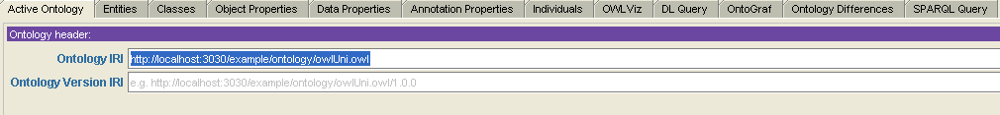 Active Ontology Entities Classes Object Properties Data Properties Annotation Properties Individuals OWLViz DL Query OntoGraf Ontology Differences SPARQL Query
Ontology header:
Ontology IRI http://localhost:3030/example/ontology/owlUni.owl
Ontology Version IRI e.g. http://localhost:3030/example/ontology/owlUni.owl/1.0.0